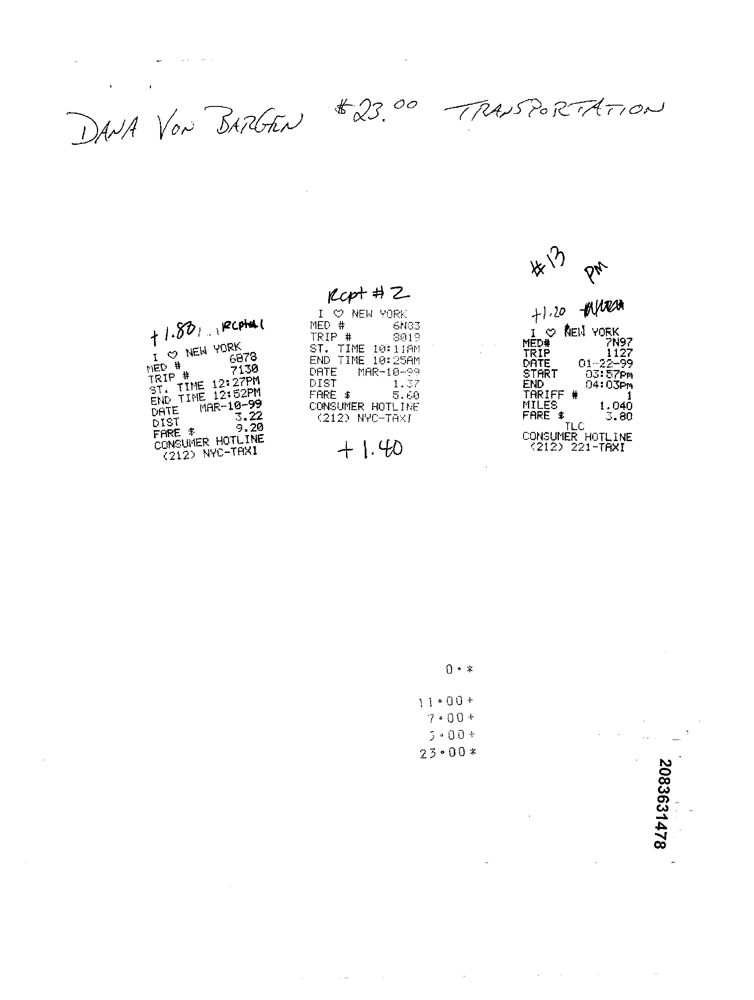 DANA VON BARGEN $23.00 TRANSPORTATION
+1.80
I ♡ NEW YORK
MED # 6B78
TRIP # 7130
ST. TIME 12:27PM
END TIME 12:52PM
DATE MAR-10-99
DIST 3.22
FARE $ 9.20
CONSUMER HOTLINE
(212) NYC-TAXI
Rcpt # 2
I ♡ NEW YORK
MED # 6N83
TRIP # 8019
ST. TIME 10:11AM
END TIME 10:25AM
DATE MAR-10-99
DIST 1.37
FARE $ 5.60
CONSUMER HOTLINE
(212) NYC-TAXI
+ 1.40
#13 PM
+1.20
I ♡ NEW YORK
MED# 7N97
TRIP 1127
DATE 01-22-99
START 03:57PM
END 04:03PM
TARIFF # 1
MILES 1.040
FARE $ 3.80
TLC
CONSUMER HOTLINE
(212) 221-TAXI
0.*
11.00+
7.00+
5.00+
23.00*
2083631478